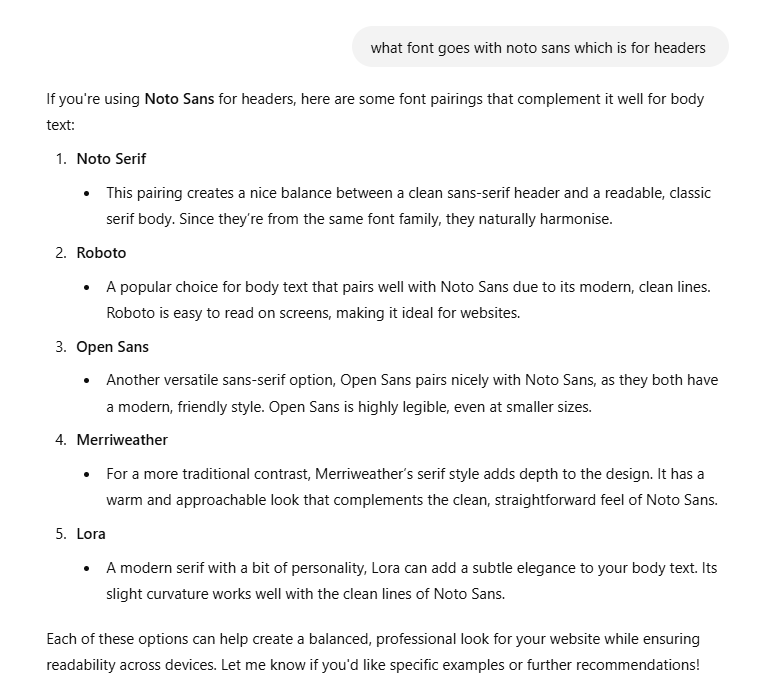 what font goes with noto sans which is for headers
If you're using Noto Sans for headers, here are some font pairings that complement it well for body
text:
1. Noto Serif
• This pairing creates a nice balance between a clean sans-serif header and a readable, classic
serif body. Since they're from the same font family, they naturally harmonise.
2. Roboto
• A popular choice for body text that pairs well with Noto Sans due to its modern, clean lines.
Roboto is easy to read on screens, making it ideal for websites.
3. Open Sans
• Another versatile sans-serif option, Open Sans pairs nicely with Noto Sans, as they both have
a modern, friendly style. Open Sans is highly legible, even at smaller sizes.
4. Merriweather
• For a more traditional contrast, Merriweather's serif style adds depth to the design. It has a
warm and approachable look that complements the clean, straightforward feel of Noto Sans.
5. Lora
• A modern serif with a bit of personality, Lora can add a subtle elegance to your body text. Its
slight curvature works well with the clean lines of Noto Sans.
Each of these options can help create a balanced, professional look for your website while ensuring
readability across devices. Let me know if you'd like specific examples or further recommendations!